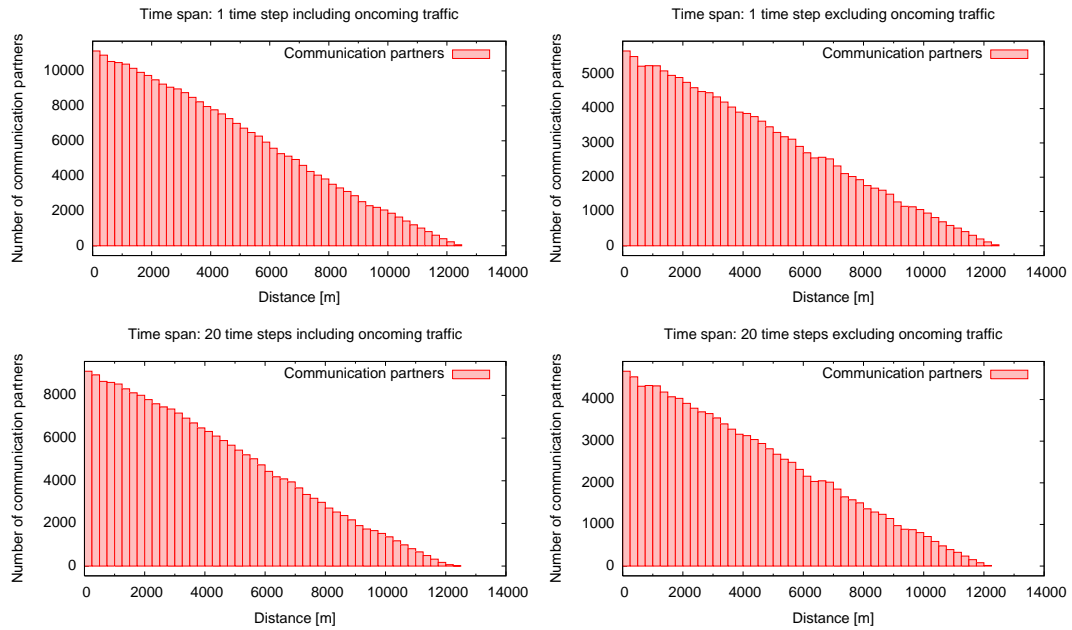 Time span: 1 time step including oncoming traffic
Number of communication partners
10000
8000
6000
4000
2000
0
Communication partners
0 2000 4000 6000 8000 10000 12000 14000
Distance [m]
Time span: 1 time step excluding oncoming traffic
Number of communication partners
5000
4000
3000
2000
1000
0
Communication partners
0 2000 4000 6000 8000 10000 12000 14000
Distance [m]
Time span: 20 time steps including oncoming traffic
Number of communication partners
8000
6000
4000
2000
0
Communication partners
0 2000 4000 6000 8000 10000 12000 14000
Distance [m]
Time span: 20 time steps excluding oncoming traffic
Number of communication partners
4000
3000
2000
1000
0
Communication partners
0 2000 4000 6000 8000 10000 12000 14000
Distance [m]